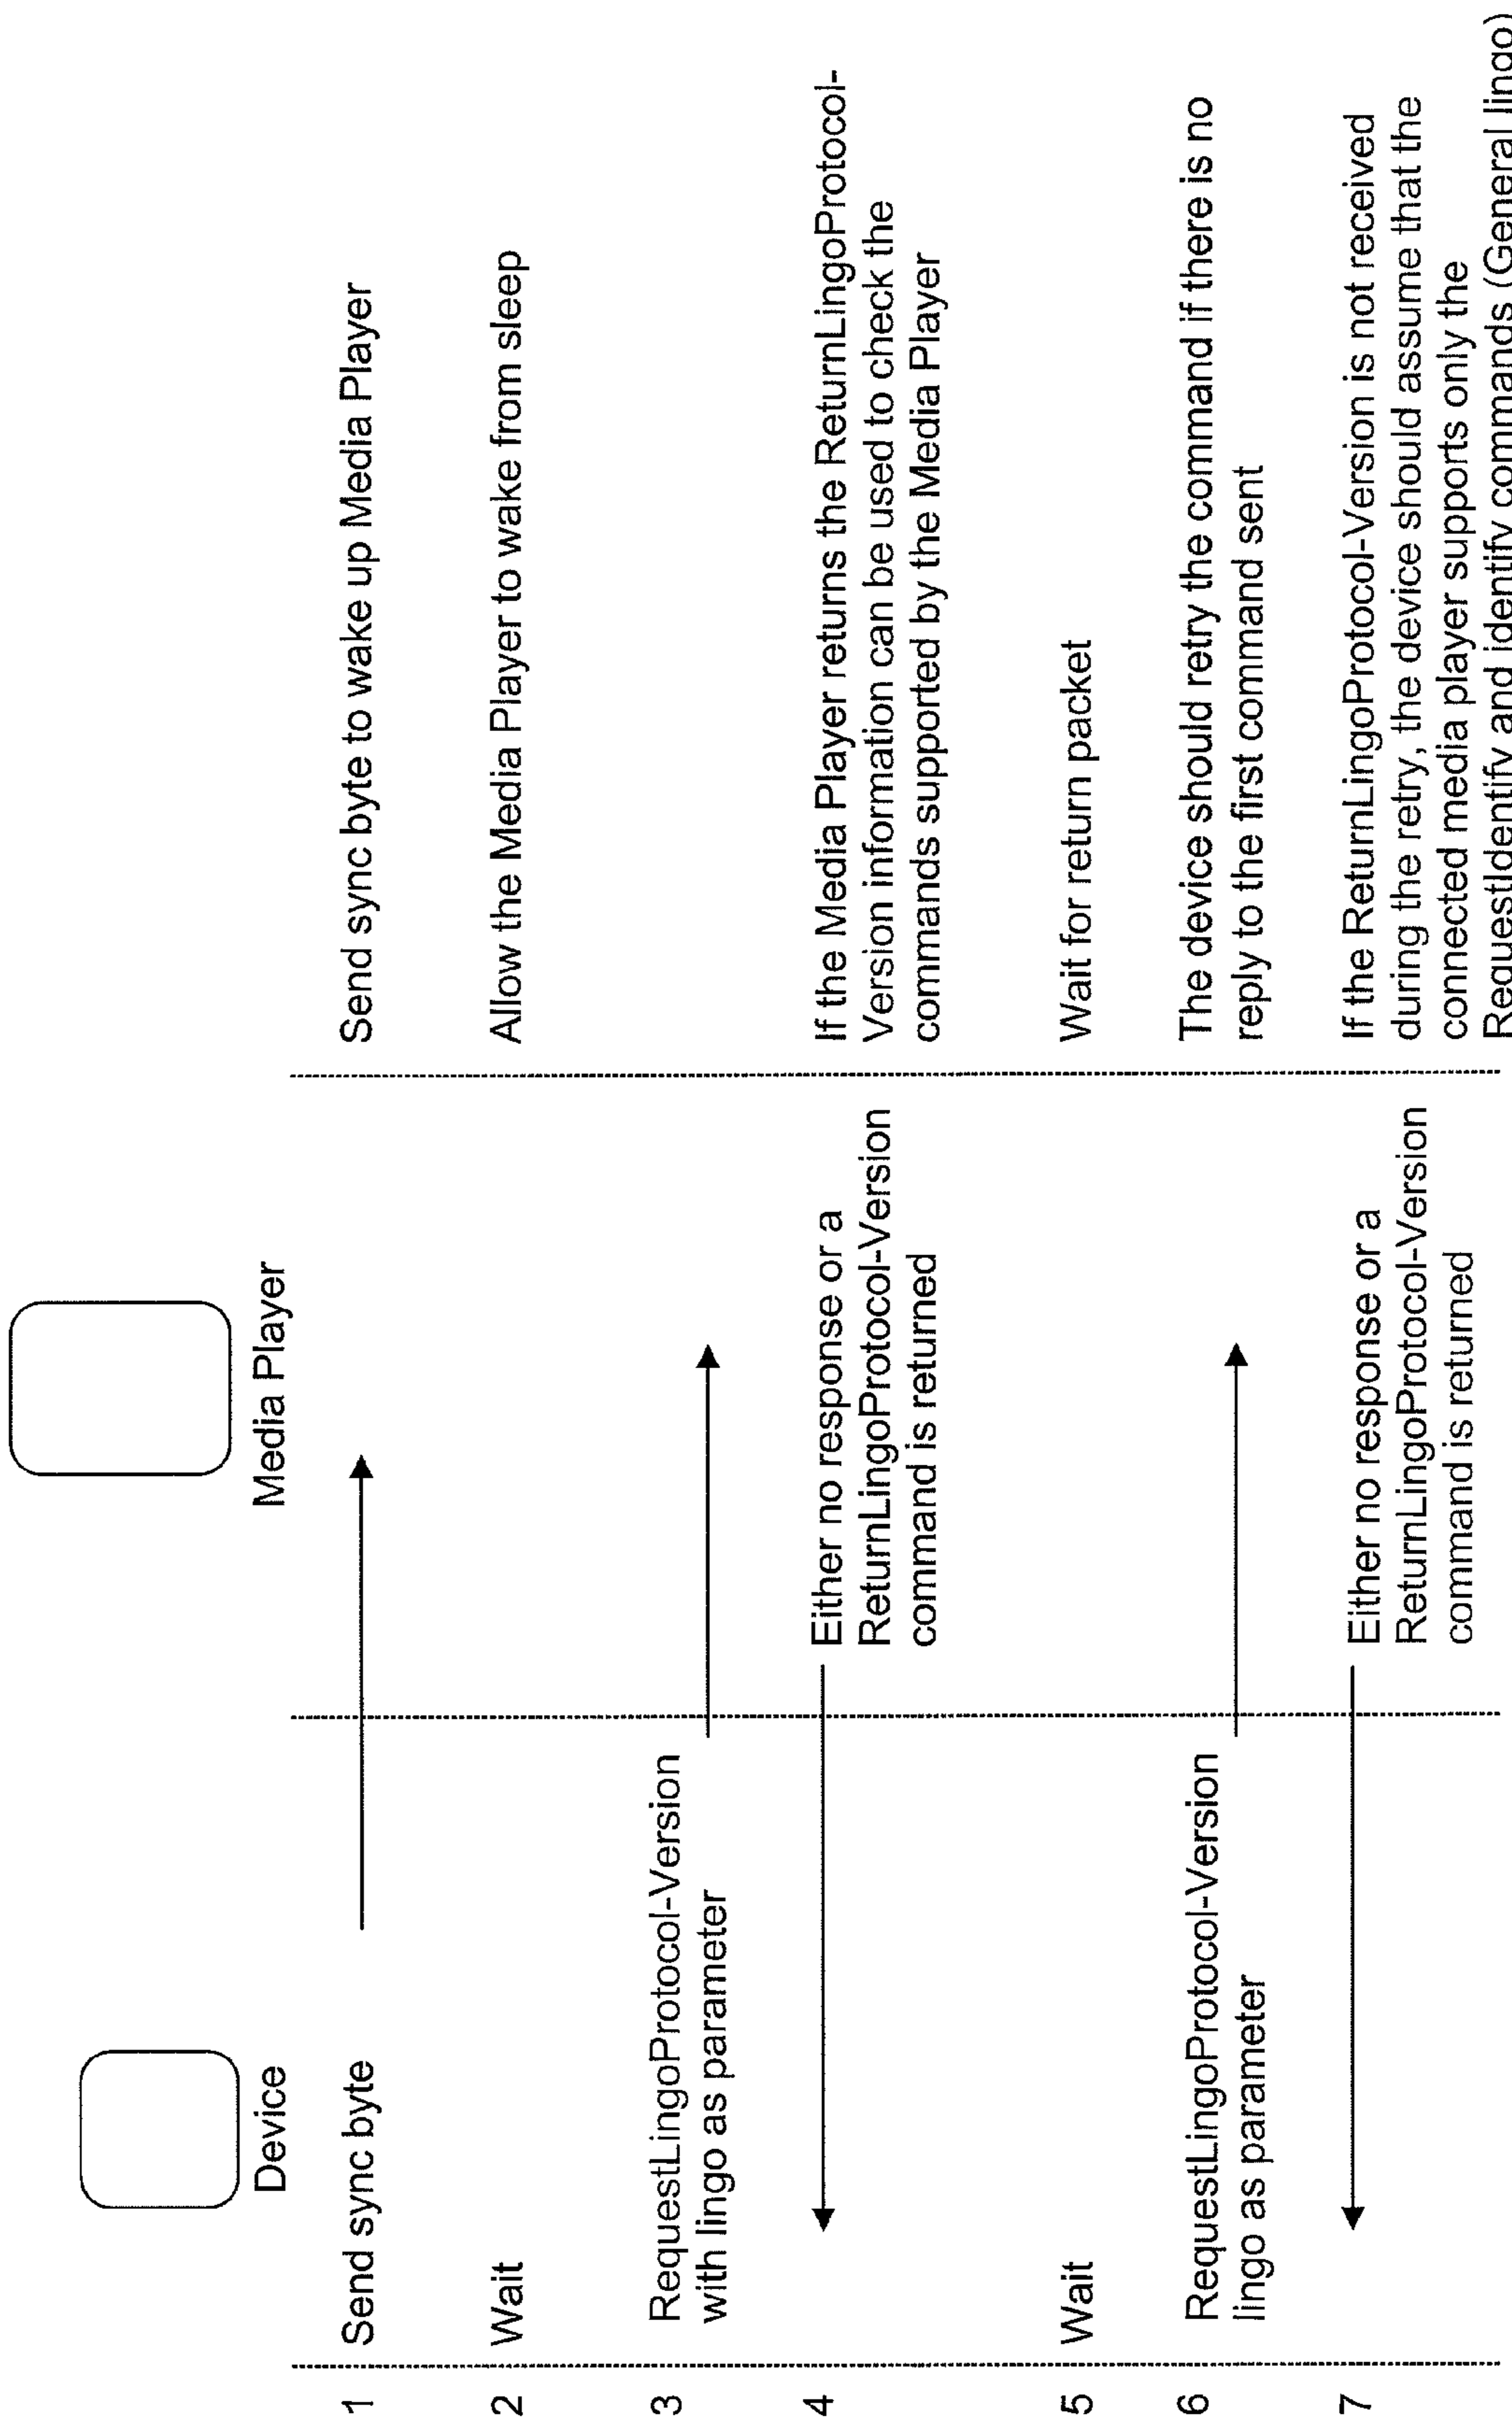 Device
Media Player
1
Send sync byte
Send sync byte to wake up Media Player
2
Wait
Allow the Media Player to wake from sleep
3
RequestLingoProtocol-Version
with lingo as parameter
4
Either no response or a
ReturnLingoProtocol-Version
command is returned
If the Media Player returns the ReturnLingoProtocol-
Version information can be used to check the
commands supported by the Media Player
5
Wait
Wait for return packet
6
RequestLingoProtocol-Version
lingo as parameter
The device should retry the command if there is no
reply to the first command sent
7
Either no response or a
ReturnLingoProtocol-Version
command is returned
If the ReturnLingoProtocol-Version is not received
during the retry, the device should assume that the
connected media player supports only the
RequestIdentify and identify commands (General lingo)